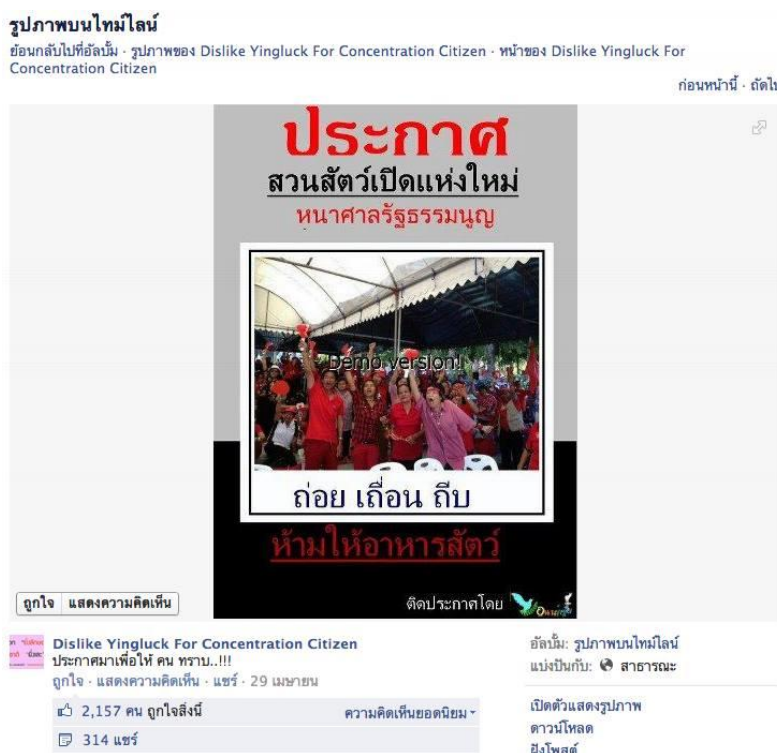 รูปภาพบนไทม์ไลน์
ย้อนกลับไปที่อัลบั้ม · รูปภาพของ Dislike Yingluck For Concentration Citizen · หน้าของ Dislike Yingluck For
Concentration Citizen
ก่อนหน้านี้ · ถัดไป
ประกาศ
สวนสัตว์เปิดแห่งใหม่
หนาศาลรัฐธรรมนูญ
Demo version!
ถ่อย เถื่อน ถีบ
ห้ามให้อาหารสัตว์
ติดประกาศโดย
ถูกใจ แสดงความคิดเห็น
Dislike Yingluck For Concentration Citizen
ประกาศมาเพื่อให้ คน ทราบ..!!!
ถูกใจ · แสดงความคิดเห็น · แชร์ · 29 เมษายน
2,157 คน ถูกใจสิ่งนี้
ความคิดเห็นยอดนิยม
314 แชร์
อัลบั้ม: รูปภาพบนไทม์ไลน์
แบ่งปันกับ: สาธารณะ
เปิดตัวแสดงรูปภาพ
ดาวน์โหลด
ฝังโพสต์